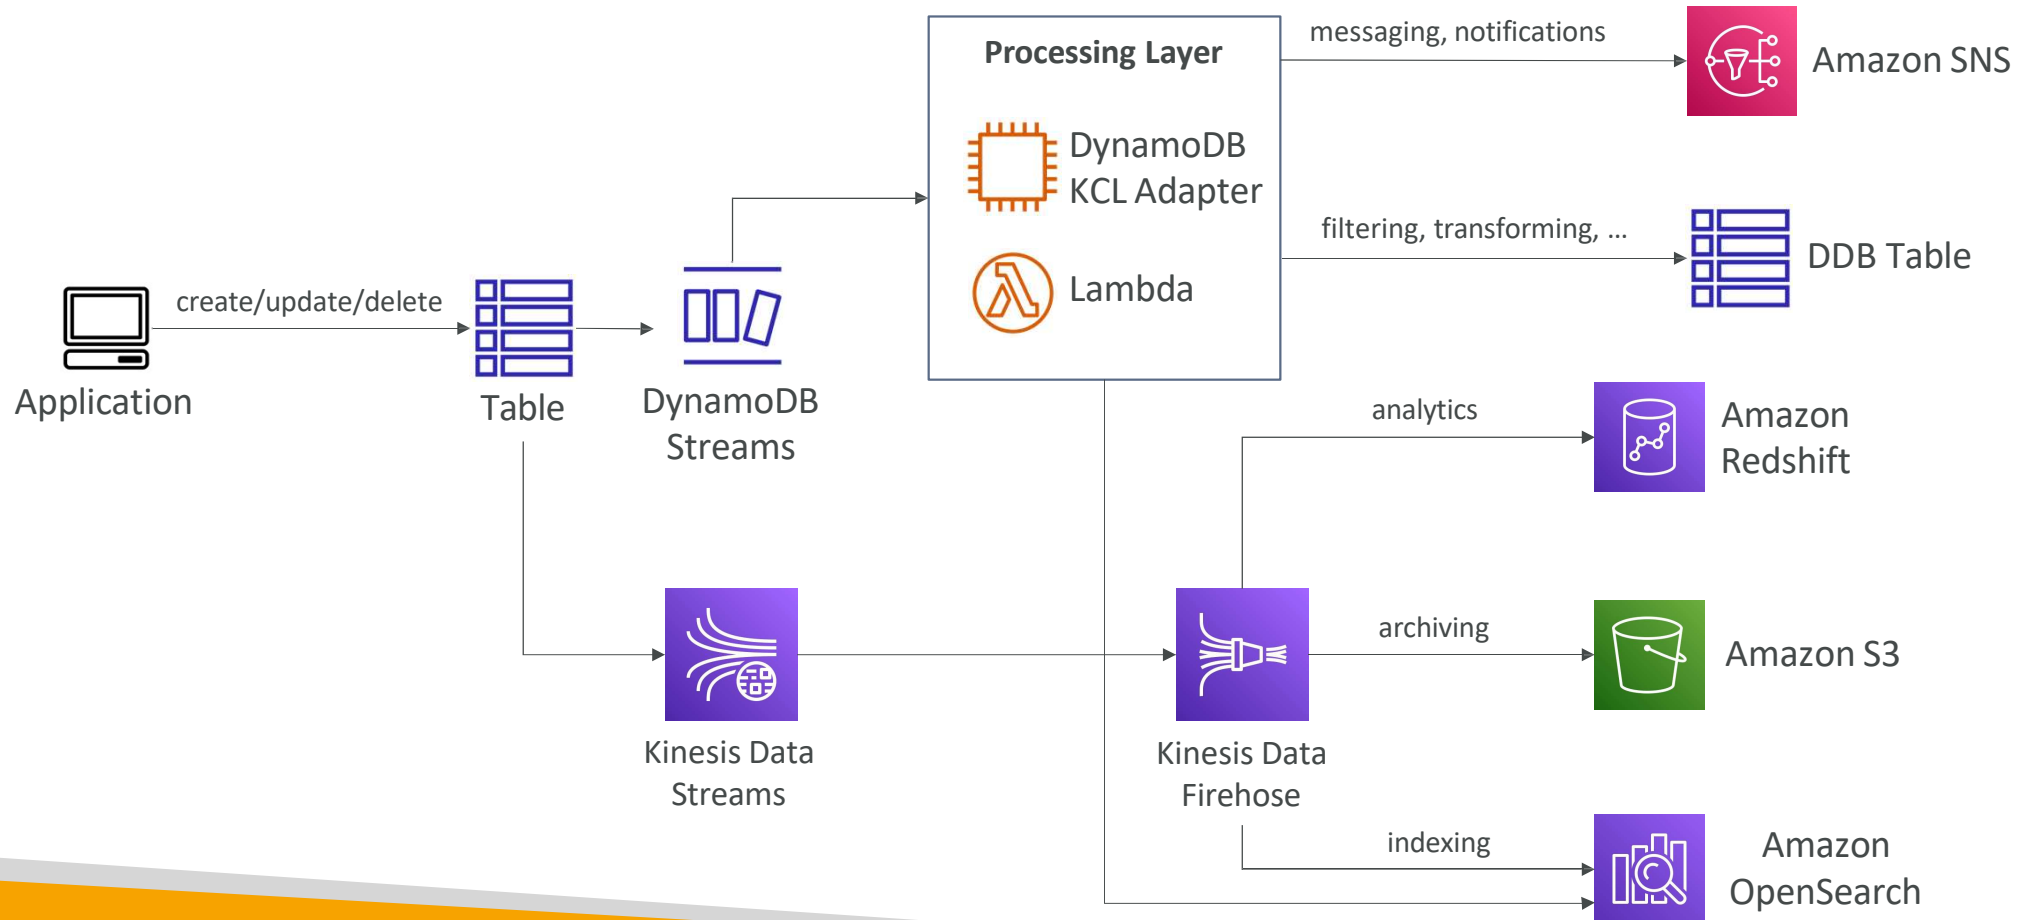 Processing Layer
DynamoDB
KCL Adapter
Lambda
messaging, notifications
Amazon SNS
filtering, transforming, ...
DDB Table
create/update/delete
Application
Table
DynamoDB
Streams
analytics
Amazon
Redshift
archiving
Amazon S3
Kinesis Data
Streams
Kinesis Data
Firehose
indexing
Amazon
OpenSearch